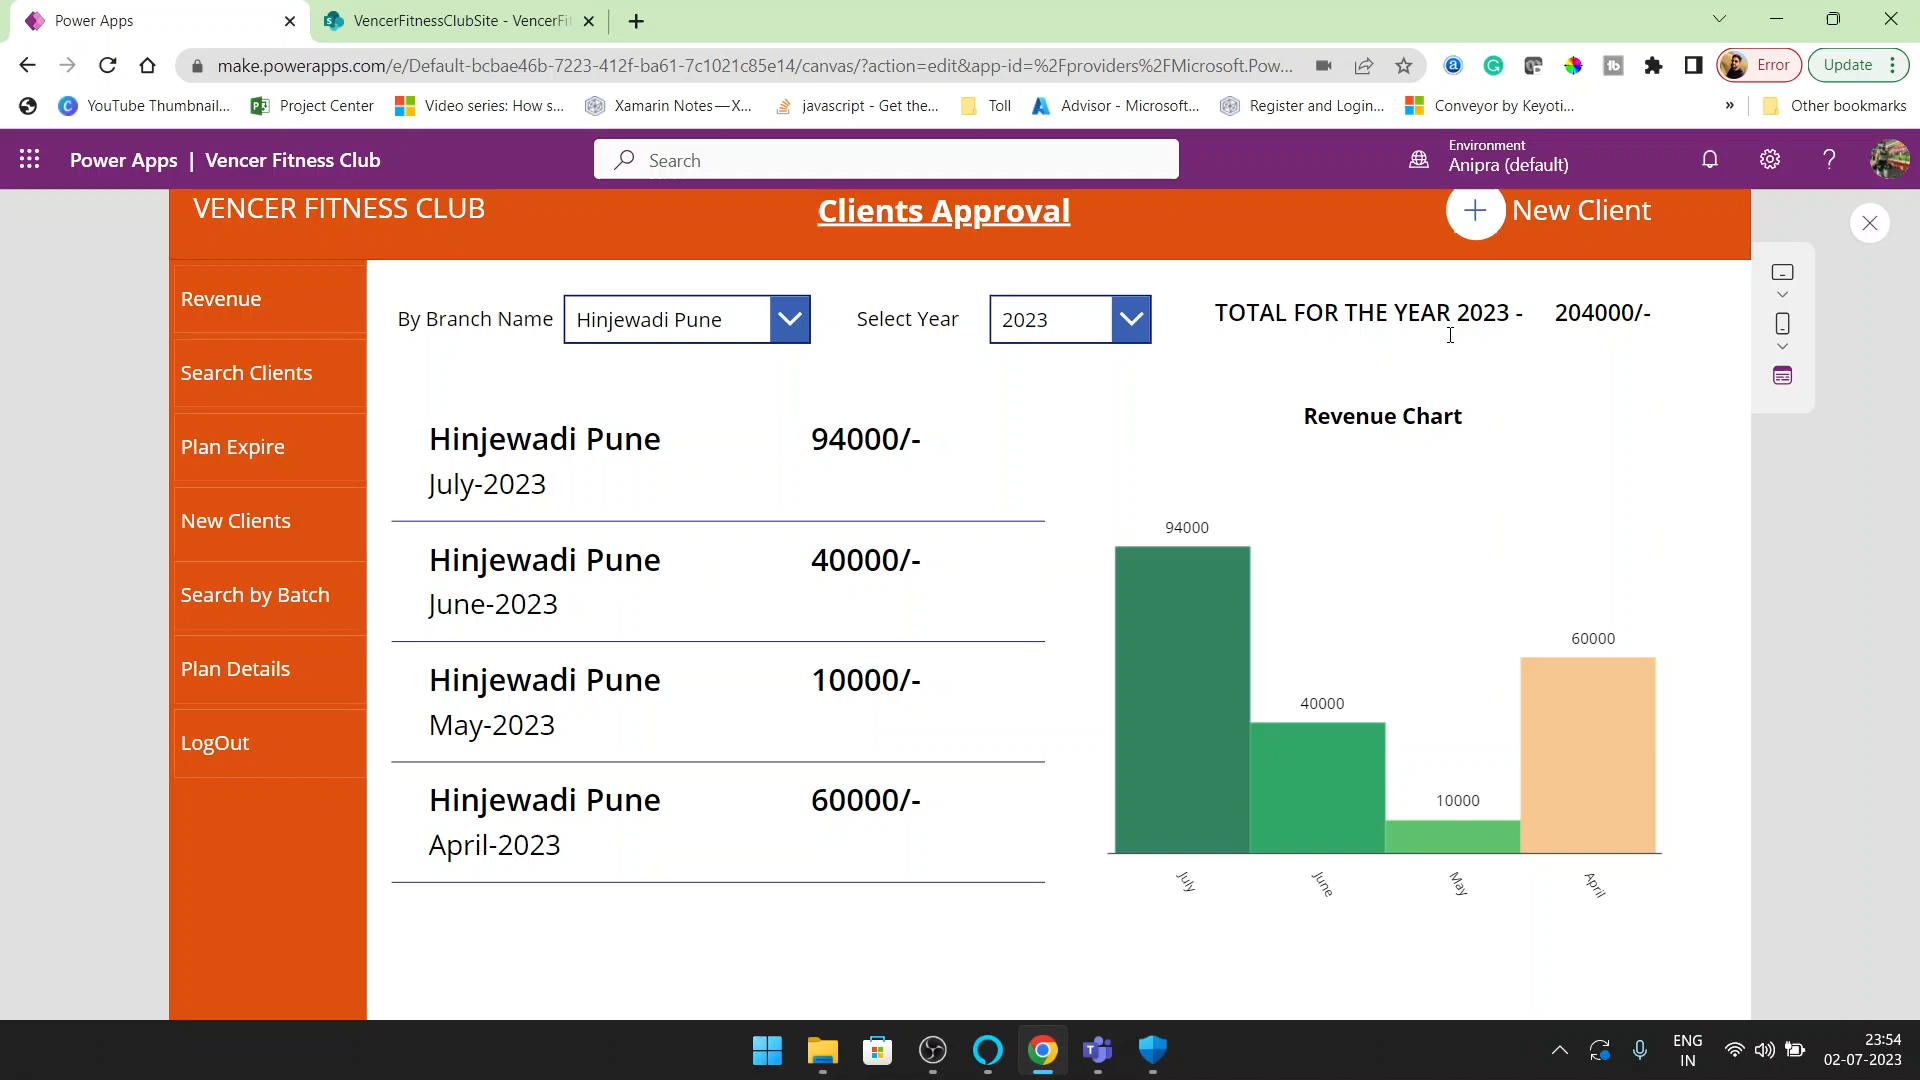 Power Apps
VencerFitnessClubSite - VencerFit
make.powerapps.com/e/Default-bcbae46b-7223-412f-ba61-7c1021c85e14/canvas/?action=edit&app-id=%2Fproviders%2FMicrosoft.Pow...
Error
Update
YouTube Thumbnail...
Project Center
Video series: How s...
Xamarin Notes—X...
javascript - Get the...
Toll
Advisor - Microsoft...
Register and Login...
Conveyor by Keyoti...
»
Other bookmarks
Power Apps | Vencer Fitness Club
Search
Environment
Anipra (default)
VENCER FITNESS CLUB
Clients Approval
New Client
Revenue
Search Clients
Plan Expire
New Clients
Search by Batch
Plan Details
LogOut
By Branch Name
Hinjewadi Pune
Select Year
2023
TOTAL FOR THE YEAR 2023 - 204000/-
Hinjewadi Pune 94000/-
July-2023
Hinjewadi Pune 40000/-
June-2023
Hinjewadi Pune 10000/-
May-2023
Hinjewadi Pune 60000/-
April-2023
Revenue Chart
94000
40000
10000
60000
July
June
May
April
ENG
IN
23:54
02-07-2023